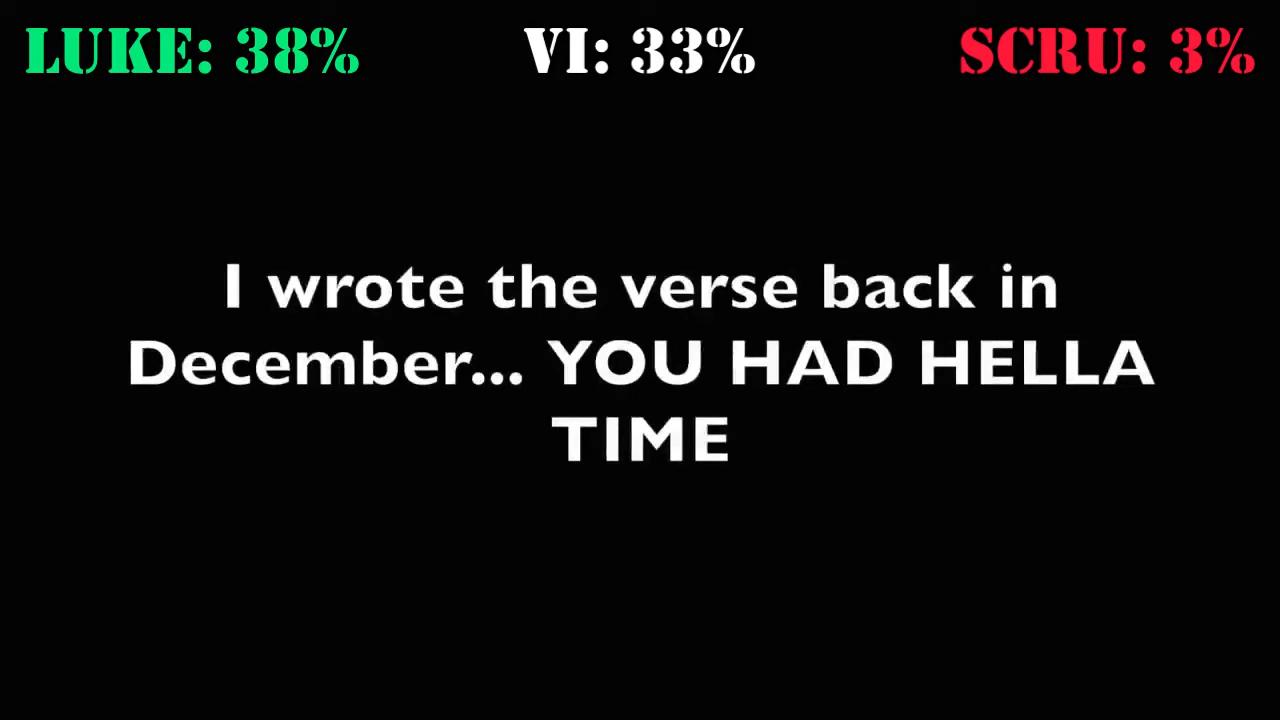 LUKE: 38% VI: 33% SCRU: 3%
I wrote the verse back in
December... YOU HAD HELLA
TIME